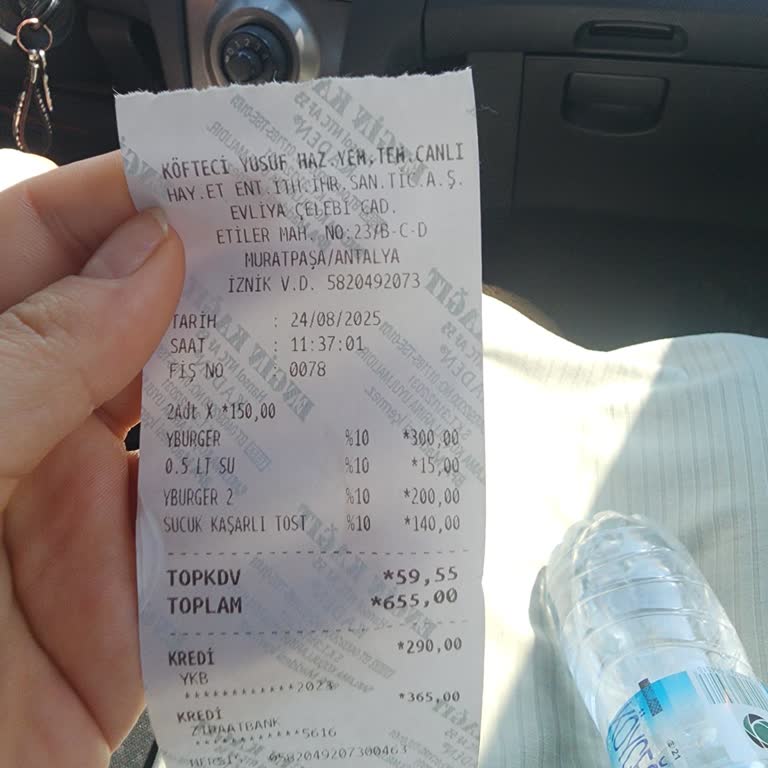 KÖFTECİ YUSUF HAZ.YEM.TEM.CANLI
HAY.ET ENT.İTH.İHR.SAN.TİC.A.Ş.
EVLİYA ÇELEBİ CAD.
ETİLER MAH. NO:23/B-C-D
MURATPAŞA/ANTALYA
İZNİK V.D. 5820492073
TARİH : 24/08/2025
SAAT : 11:37:01
FİŞ NO : 0078
2Adt X *150,00
YBURGER %10 *300,00
0.5 LT SU %10 *15,00
YBURGER 2 %10 *200,00
SUCUK KAŞARLI TOST %10 *140,00
TOPKDV *59,55
TOPLAM *655,00
KREDİ *290,00
YKB
************2023
KREDİ *365,00
ZİRAATBANK
************5616